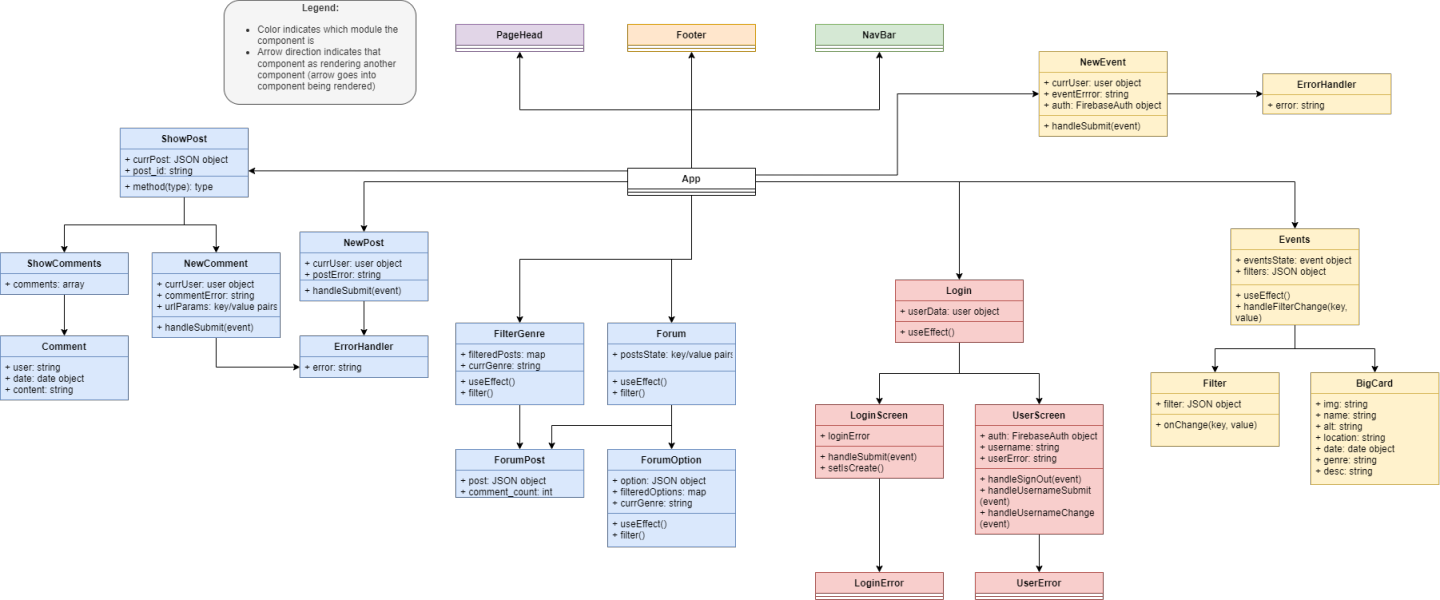 Legend:
• Color indicates which module the
component is
• Arrow direction indicates that
component as rendering another
component (arrow goes into
component being rendered)
PageHead
Footer
NavBar
NewEvent
+ currUser: user object
+ eventErrror: string
+ auth: FirebaseAuth object
+ handleSubmit(event)
ErrorHandler
+ error: string
ShowPost
+ currPost: JSON object
+ post_id: string
+ method(type): type
App
ShowComments
+ comments: array
NewComment
+ currUser: user object
+ commentError: string
+ urlParams: key/value pairs
+ handleSubmit(event)
NewPost
+ currUser: user object
+ postError: string
+ handleSubmit(event)
Comment
+ user: string
+ date: date object
+ content: string
ErrorHandler
+ error: string
FilterGenre
+ filteredPosts: map
+ currGenre: string
+ useEffect()
+ filter()
Forum
+ postsState: key/value pairs
+ useEffect()
+ filter()
ForumPost
+ post: JSON object
+ comment_count: int
ForumOption
+ option: JSON object
+ filteredOptions: map
+ currGenre: string
+ useEffect()
+ filter()
Login
+ userData: user object
+ useEffect()
LoginScreen
+ loginError
+ handleSubmit(event)
+ setIsCreate()
UserScreen
+ auth: FirebaseAuth object
+ username: string
+ userError: string
+ handleSignOut(event)
+ handleUsernameSubmit
(event)
+ handleUsernameChange
(event)
LoginError
UserError
Events
+ eventsState: event object
+ filters: JSON object
+ useEffect()
+ handleFilterChange(key,
value)
Filter
+ filter: JSON object
+ onChange(key, value)
BigCard
+ img: string
+ name: string
+ alt: string
+ location: string
+ date: date object
+ genre: string
+ desc: string